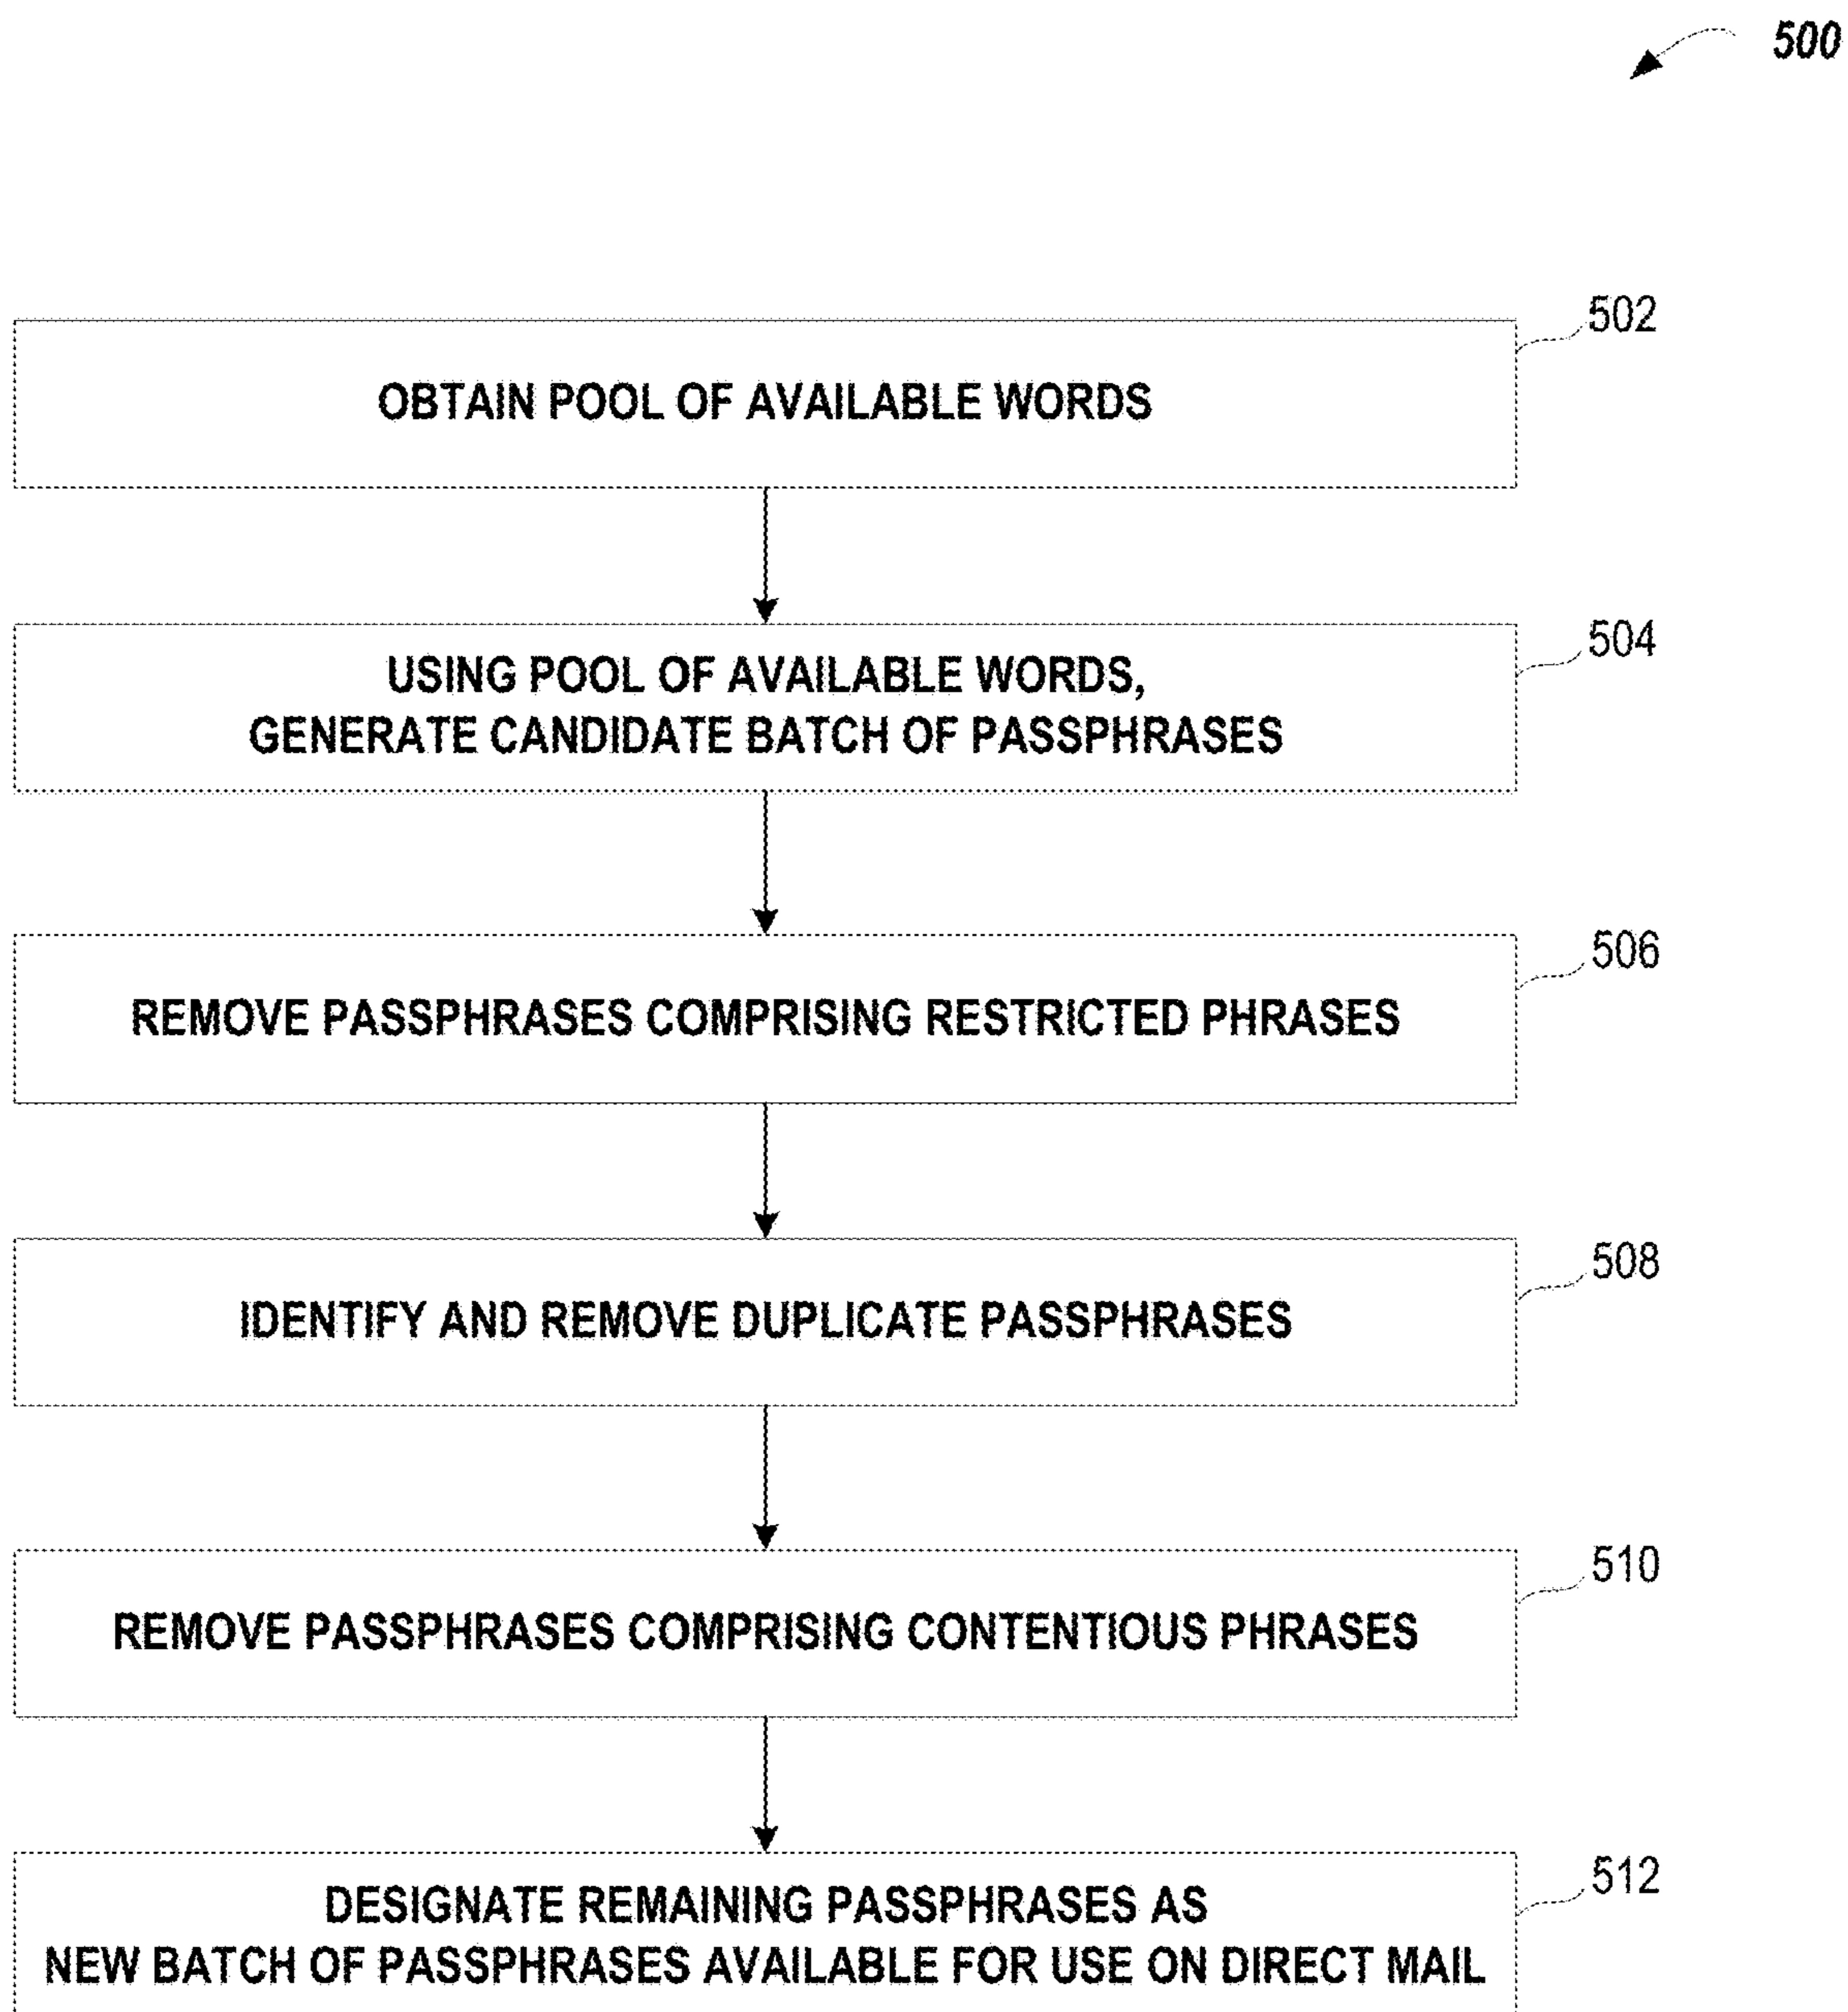 500
502
OBTAIN POOL OF AVAILABLE WORDS
504
USING POOL OF AVAILABLE WORDS,
GENERATE CANDIDATE BATCH OF PASSPHRASES
506
REMOVE PASSPHRASES COMPRISING RESTRICTED PHRASES
508
IDENTIFY AND REMOVE DUPLICATE PASSPHRASES
510
REMOVE PASSPHRASES COMPRISING CONTENTIOUS PHRASES
512
DESIGNATE REMAINING PASSPHRASES AS
NEW BATCH OF PASSPHRASES AVAILABLE FOR USE ON DIRECT MAIL